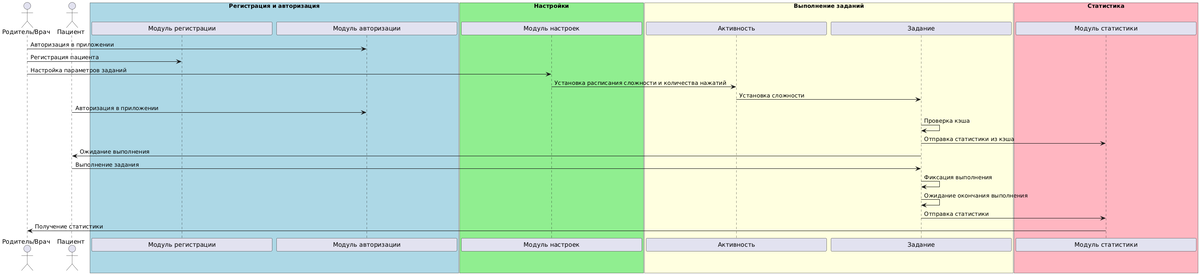 Регистрация и авторизация
Настройки
Выполнение заданий
Статистика
Родитель/Врач
Пациент
Модуль регистрации
Модуль авторизации
Модуль настроек
Активность
Задание
Модуль статистики
Авторизация в приложении
Регистрация пациента
Настройка параметров заданий
Установка расписания сложности и количества нажатий
Установка сложности
Авторизация в приложении
Проверка кэша
Отправка статистики из кэша
Ожидание выполнения
Выполнение задания
Фиксация выполнения
Ожидание окончания выполнения
Отправка статистики
Получение статистики
Родитель/Врач
Пациент
Модуль регистрации
Модуль авторизации
Модуль настроек
Активность
Задание
Модуль статистики